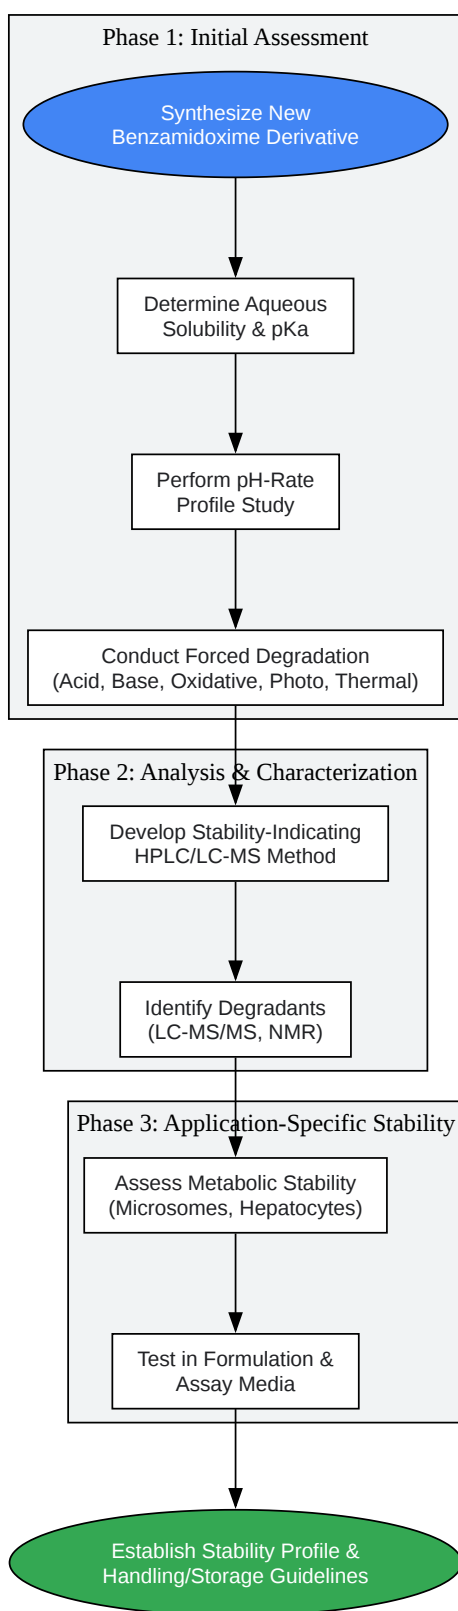 Phase 1: Initial Assessment
Synthesize New
Benzamidoxime Derivative
Determine Aqueous
Solubility & pKa
Perform pH-Rate
Profile Study
Conduct Forced Degradation
(Acid, Base, Oxidative, Photo, Thermal)
Phase 2: Analysis & Characterization
Develop Stability-Indicating
HPLC/LC-MS Method
Identify Degradants
(LC-MS/MS, NMR)
Phase 3: Application-Specific Stability
Assess Metabolic Stability
(Microsomes, Hepatocytes)
Test in Formulation &
Assay Media
Establish Stability Profile &
Handling/Storage Guidelines